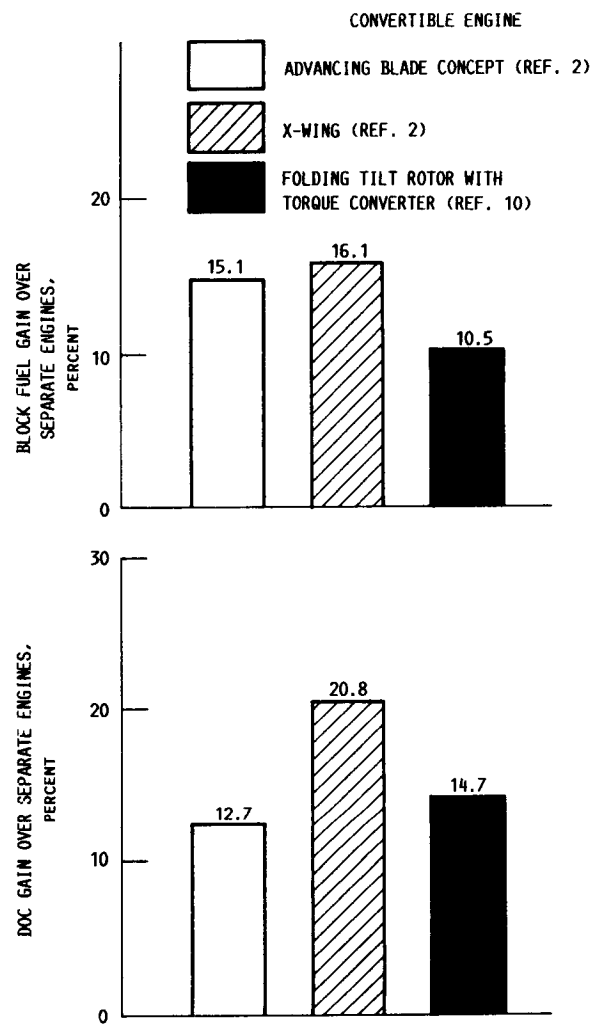 CONVERTIBLE ENGINE
ADVANCING BLADE CONCEPT (REF. 2)
X-WING (REF. 2)
FOLDING TILT ROTOR WITH
TORQUE CONVERTER (REF. 10)
BLOCK FUEL GAIN OVER
SEPARATE ENGINES,
PERCENT
20
10
0
15.1
16.1
10.5
DOC GAIN OVER SEPARATE ENGINES,
PERCENT
30
20
10
0
12.7
20.8
14.7